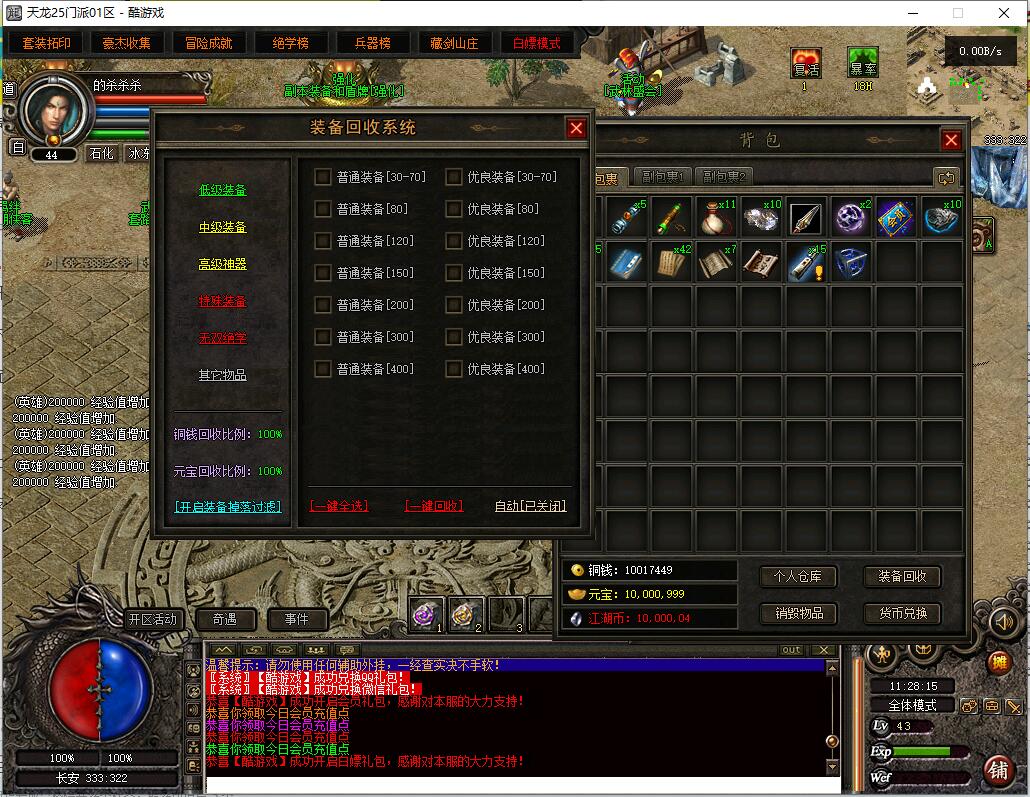 天龙25门派01区 - 酷游戏
套装拓印 豪杰收集 冒险成就 绝学榜 兵器榜 藏剑山庄 白嫖模式
0.00B/s
道 的杀杀杀
强化
副本装备和盾牌[强化]
活动
[武林盛会]
复活 暴率
1 18H
白 44 石化 冰冻
333:322
装备回收系统
背 包
包裹 副包裹1 副包裹2
低级装备
中级装备
高级神器
特殊装备
无双绝学
其它物品
铜钱回收比例: 100%
元宝回收比例: 100%
[开启装备掉落过滤]
普通装备[30-70] 优良装备[30-70]
普通装备[80] 优良装备[80]
普通装备[120] 优良装备[120]
普通装备[150] 优良装备[150]
普通装备[200] 优良装备[200]
普通装备[300] 优良装备[300]
普通装备[400] 优良装备[400]
[一键全选] [一键回收] 自动[已关闭]
x5 x11 x10 x2 x10
5 x42 x7 x15
(英雄)200000 经验值增加
200000 经验值增加
(英雄)200000 经验值增加
200000 经验值增加
(英雄)200000 经验值增加
200000 经验值增加
铜钱: 10017449
元宝: 10,000,999
江湖币: 10,000,04
个人仓库 装备回收
销毁物品 货币兑换
开区活动 奇遇 事件
1 2 3
out
温馨提示: 请勿使用任何辅助外挂, 一经查实决不手软!
〖系统〗【酷游戏】成功兑换QQ礼包!
〖系统〗【酷游戏】成功兑换微信礼包!
恭喜【酷游戏】成功开启会员礼包, 感谢对本服的大力支持!
恭喜你领取今日会员充值点
恭喜你领取今日会员充值点
恭喜你领取今日会员充值点
恭喜你领取今日会员充值点
恭喜【酷游戏】成功开启白嫖礼包, 感谢对本服的大力支持!
100% 100%
长安 333:322
摊
11:28:15
全体模式
Lv 43
Exp
Wef
铺